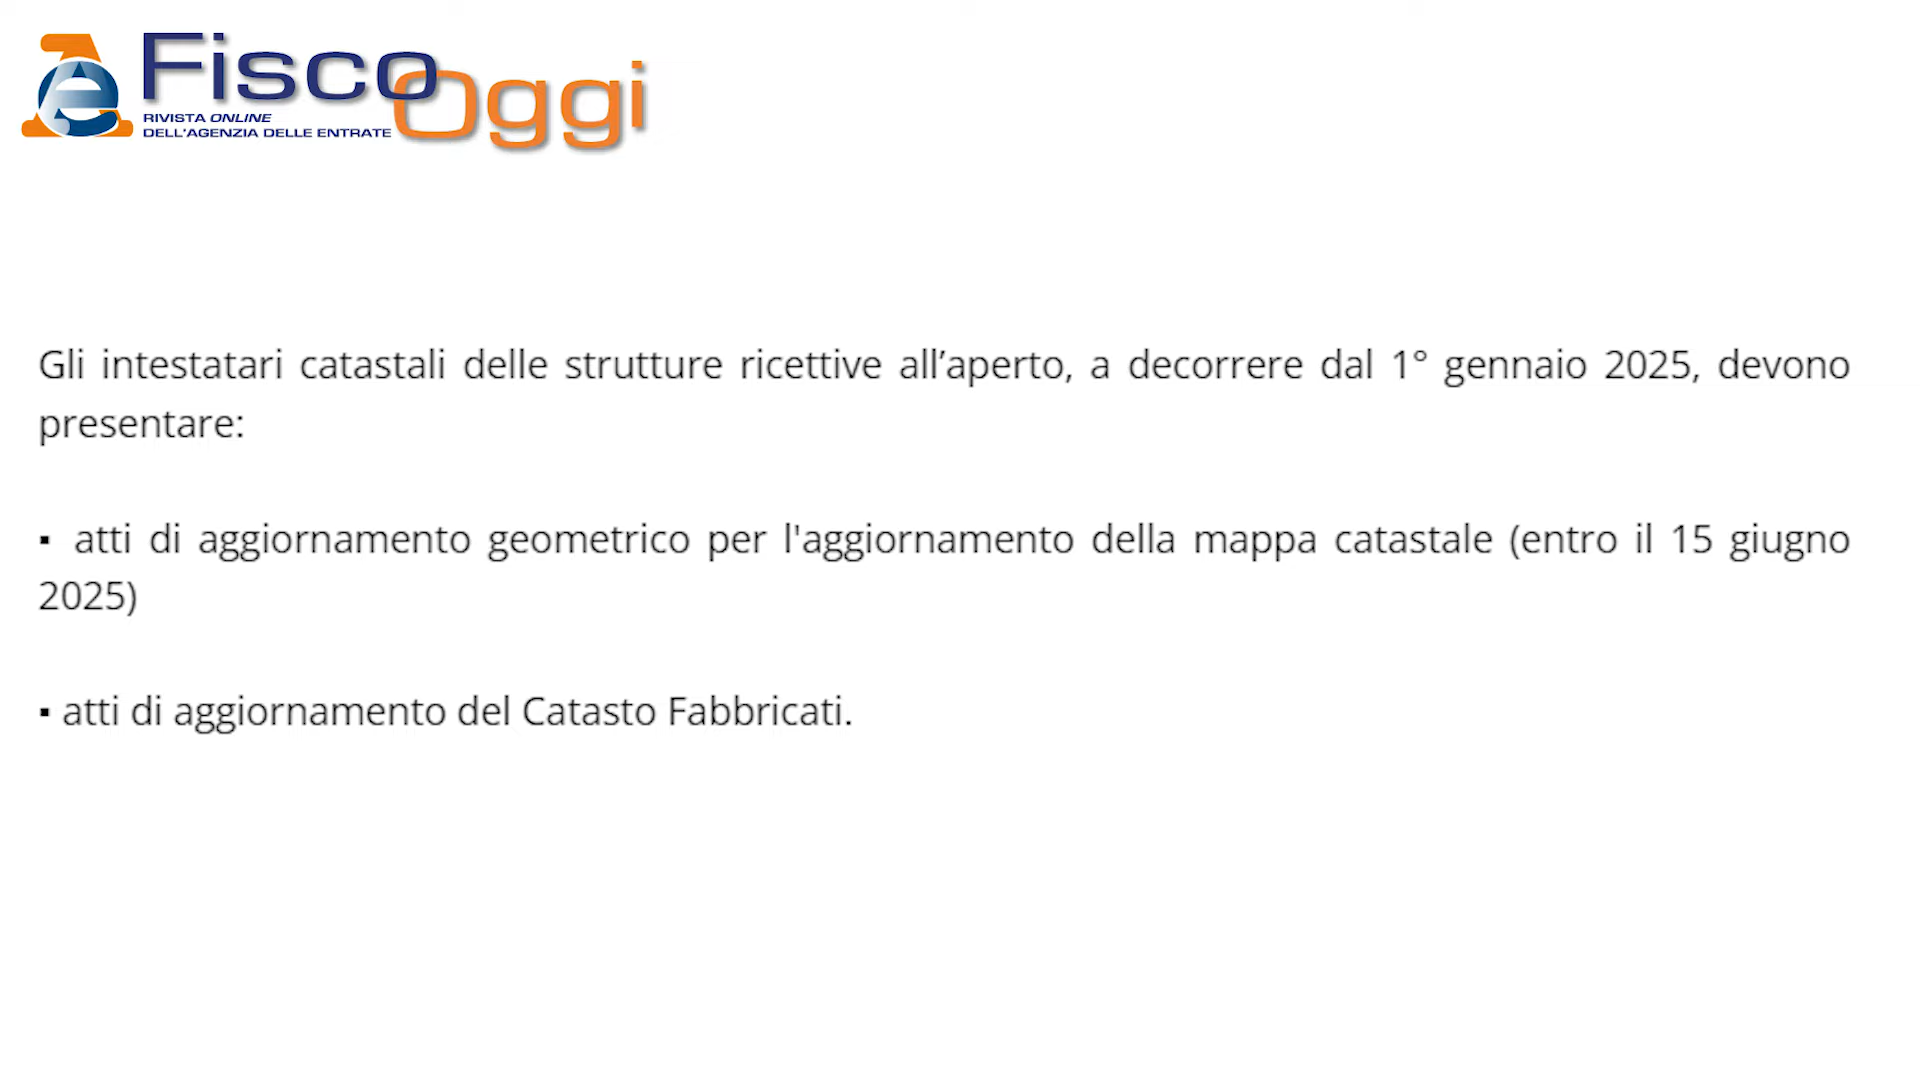 Fisco Oggi
RIVISTA ONLINE
DELL'AGENZIA DELLE ENTRATE
Gli intestatari catastali delle strutture ricettive all’aperto, a decorrere dal 1° gennaio 2025, devono
presentare:
▪ atti di aggiornamento geometrico per l'aggiornamento della mappa catastale (entro il 15 giugno
2025)
▪ atti di aggiornamento del Catasto Fabbricati.